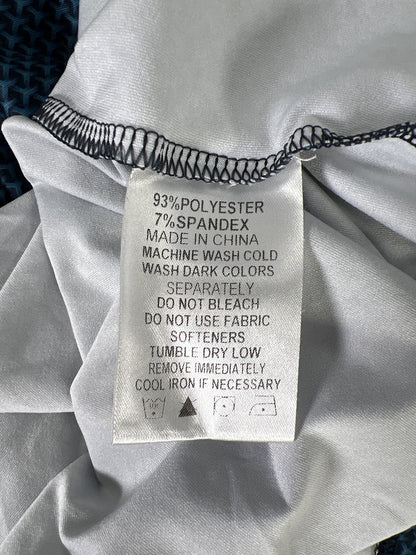 93%POLYESTER
7%SPANDEX
MADE IN CHINA
MACHINE WASH COLD
WASH DARK COLORS
SEPARATELY
DO NOT BLEACH
DO NOT USE FABRIC
SOFTENERS
TUMBLE DRY LOW
REMOVE IMMEDIATELY
COOL IRON IF NECESSARY